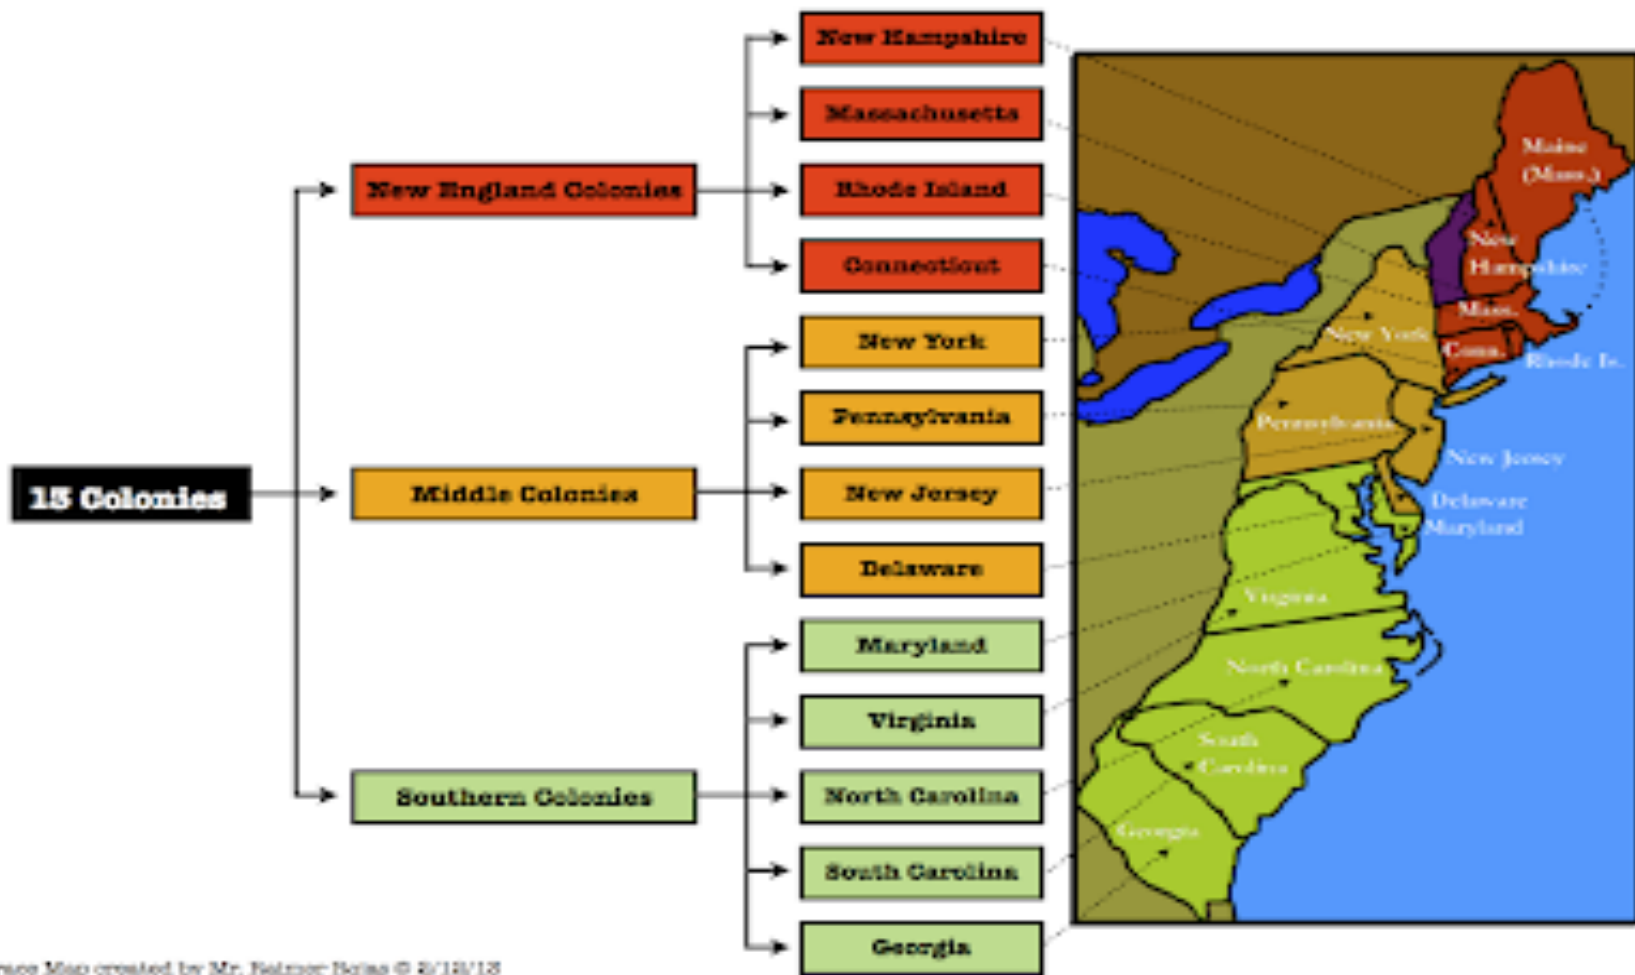 13 Colonies
New England Colonies
New Hampshire
Massachusetts
Rhode Island
Connecticut
Middle Colonies
New York
Pennsylvania
New Jersey
Delaware
Southern Colonies
Maryland
Virginia
North Carolina
South Carolina
Georgia
Maine
(Mass.)
New
Hampshire
Mass.
New York
Conn.
Rhode Is.
Pennsylvania
New Jersey
Delaware
Maryland
Virginia
North Carolina
South
Carolina
Georgia
Map created by Mr.